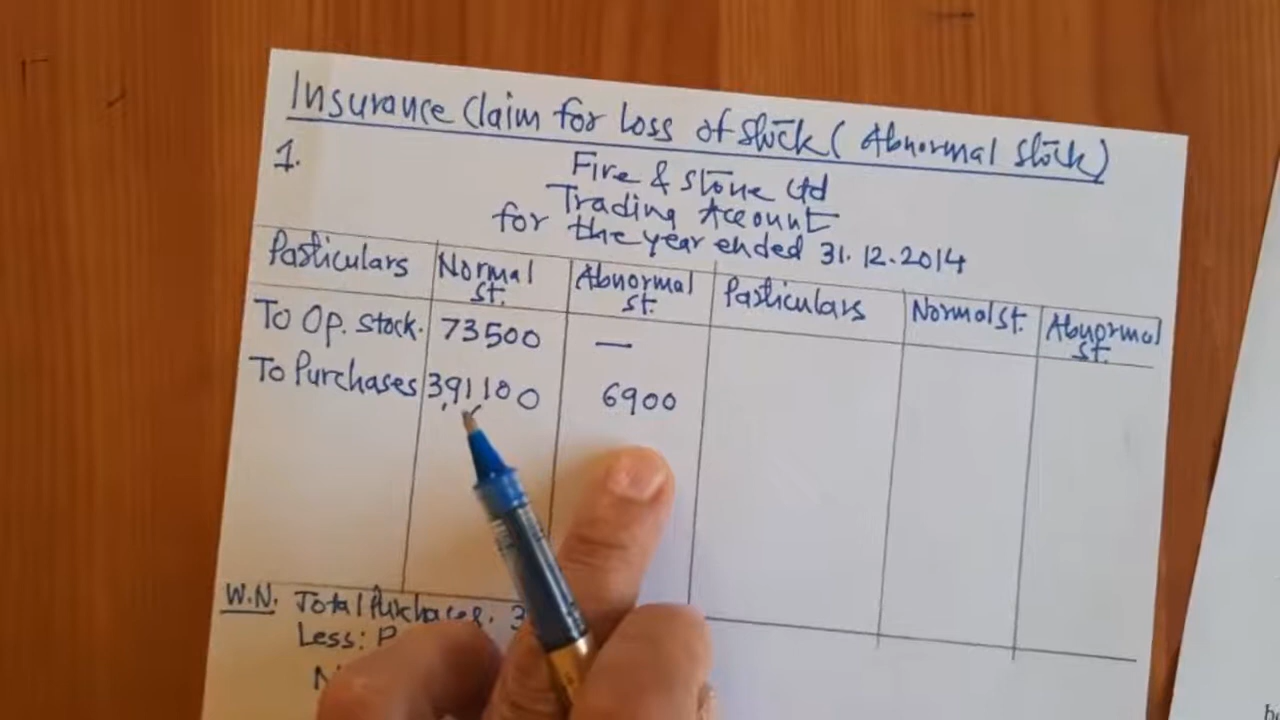 Insurance Claim for Loss of Stock ( Abnormal Stock)
1.
Fire & Stone Ltd
Trading Account
for the year ended 31.12.2014
Particulars Normal st. Abnormal st. Particulars Normal st. Abnormal st.
To Op. Stock. 73500 —
To Purchases 391100 6900
W.N. Total Purchases. 3
Less: P
N